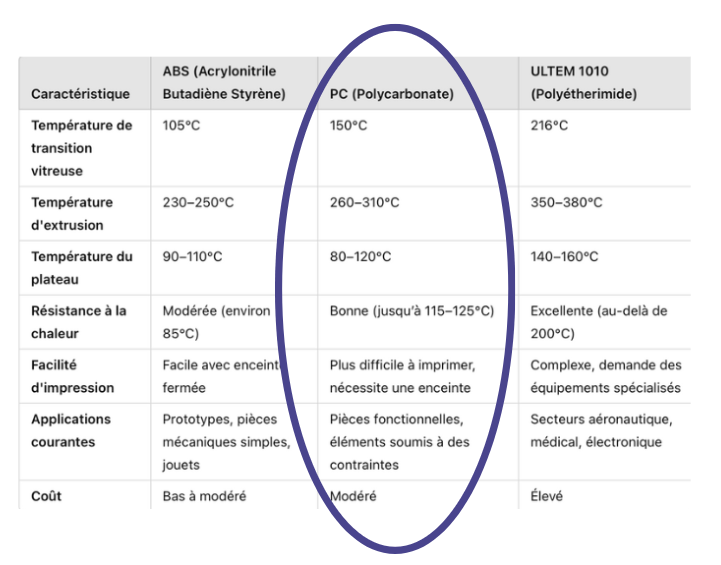 Caractéristique
ABS (Acrylonitrile
Butadiène Styrène)
PC (Polycarbonate)
ULTEM 1010
(Polyétherimide)
Température de
transition
vitreuse
105°C
150°C
216°C
Température
d'extrusion
230–250°C
260–310°C
350–380°C
Température du
plateau
90–110°C
80–120°C
140–160°C
Résistance à la
chaleur
Modérée (environ
85°C)
Bonne (jusqu'à 115–125°C)
Excellente (au-delà de
200°C)
Facilité
d'impression
Facile avec enceinte
fermée
Plus difficile à imprimer,
nécessite une enceinte
Complexe, demande des
équipements spécialisés
Applications
courantes
Prototypes, pièces
mécaniques simples,
jouets
Pièces fonctionnelles,
éléments soumis à des
contraintes
Secteurs aéronautique,
médical, électronique
Coût
Bas à modéré
Modéré
Élevé